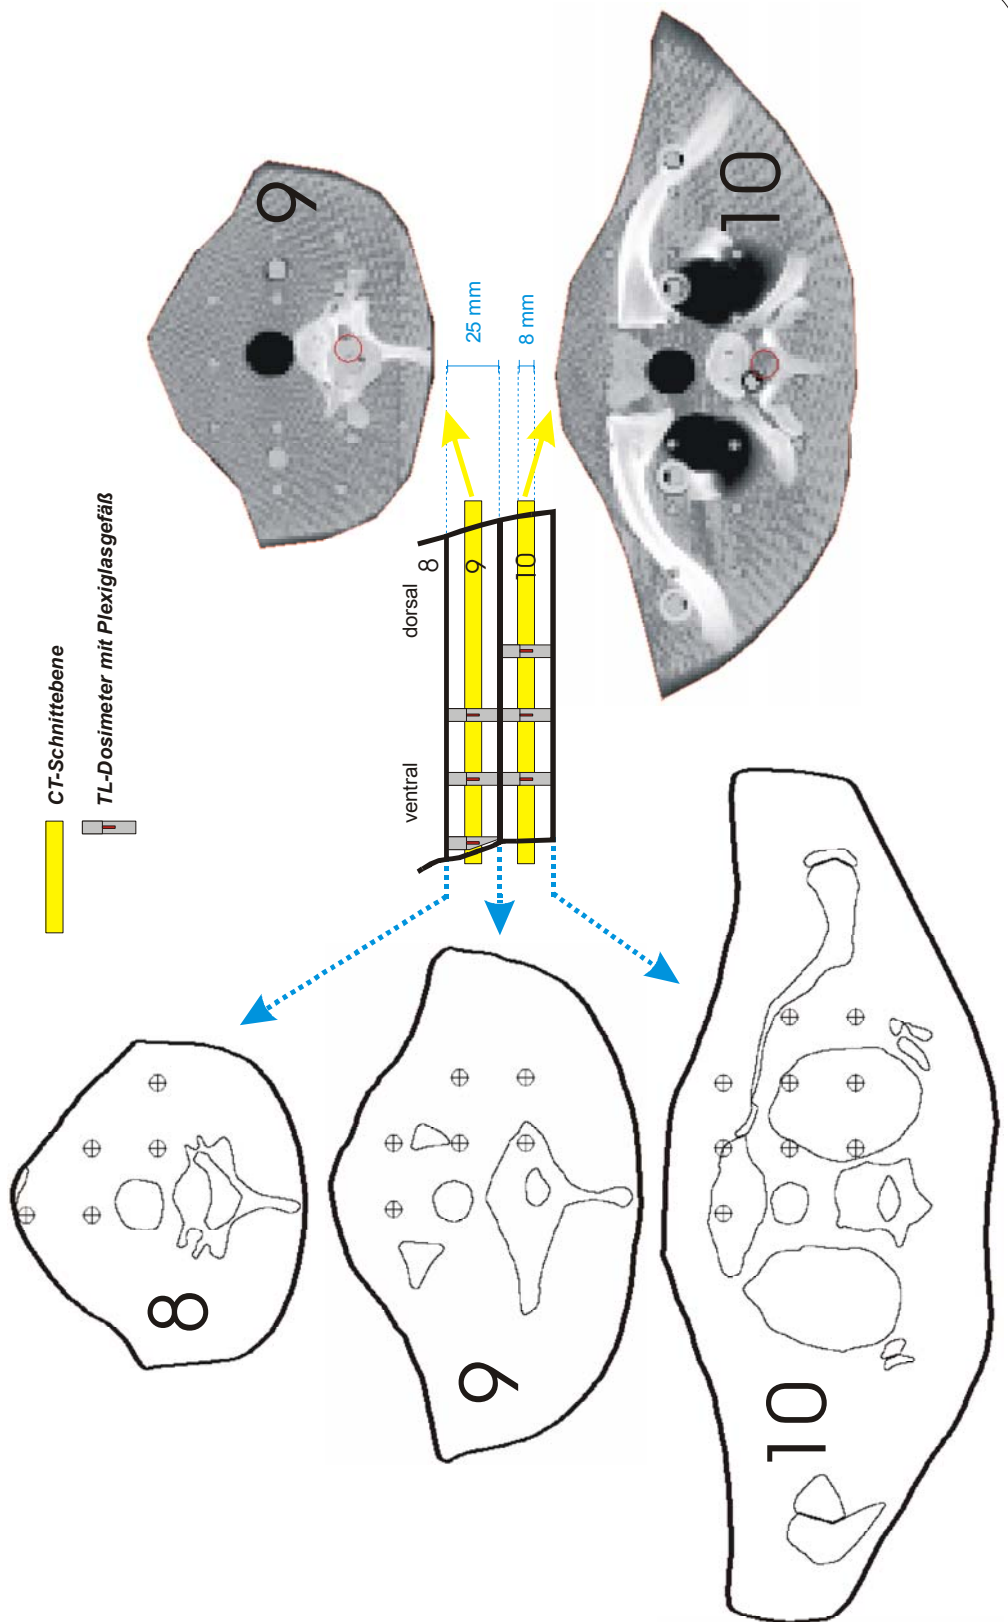 CT-Schnittebene
TL-Dosimeter mit Plexiglasgefäß
9
10
25 mm
8 mm
ventral
dorsal
8
9
10
8
9
10